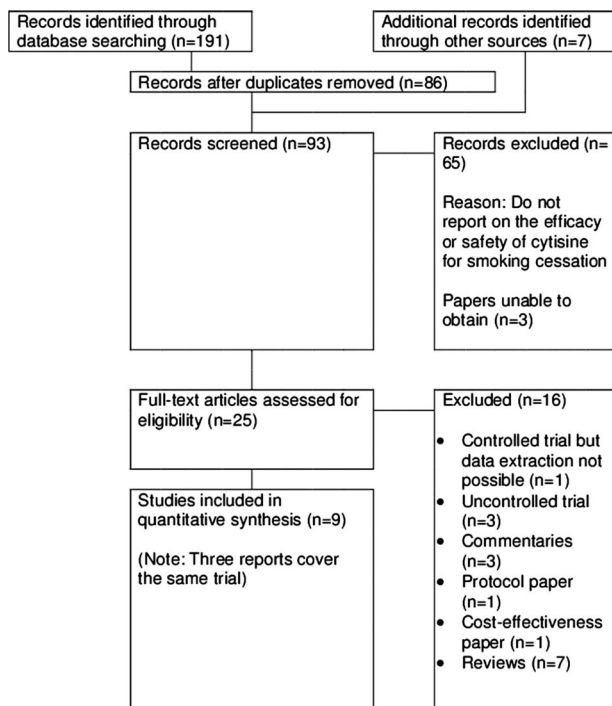 Records identified through
database searching (n=191)
Additional records identified
through other sources (n=7)
Records after duplicates removed (n=86)
Records screened (n=93)
Records excluded (n=
65)
Reason: Do not
report on the efficacy
or safety of cytisine
for smoking cessation
Papers unable to
obtain (n=3)
Full-text articles assessed for
eligibility (n=25)
Excluded (n=16)
• Controlled trial but
data extraction not
possible (n=1)
• Uncontrolled trial
(n=3)
• Commentaries
(n=3)
• Protocol paper
(n=1)
• Cost-effectiveness
paper (n=1)
• Reviews (n=7)
Studies included in
quantitative synthesis (n=9)
(Note: Three reports cover
the same trial)